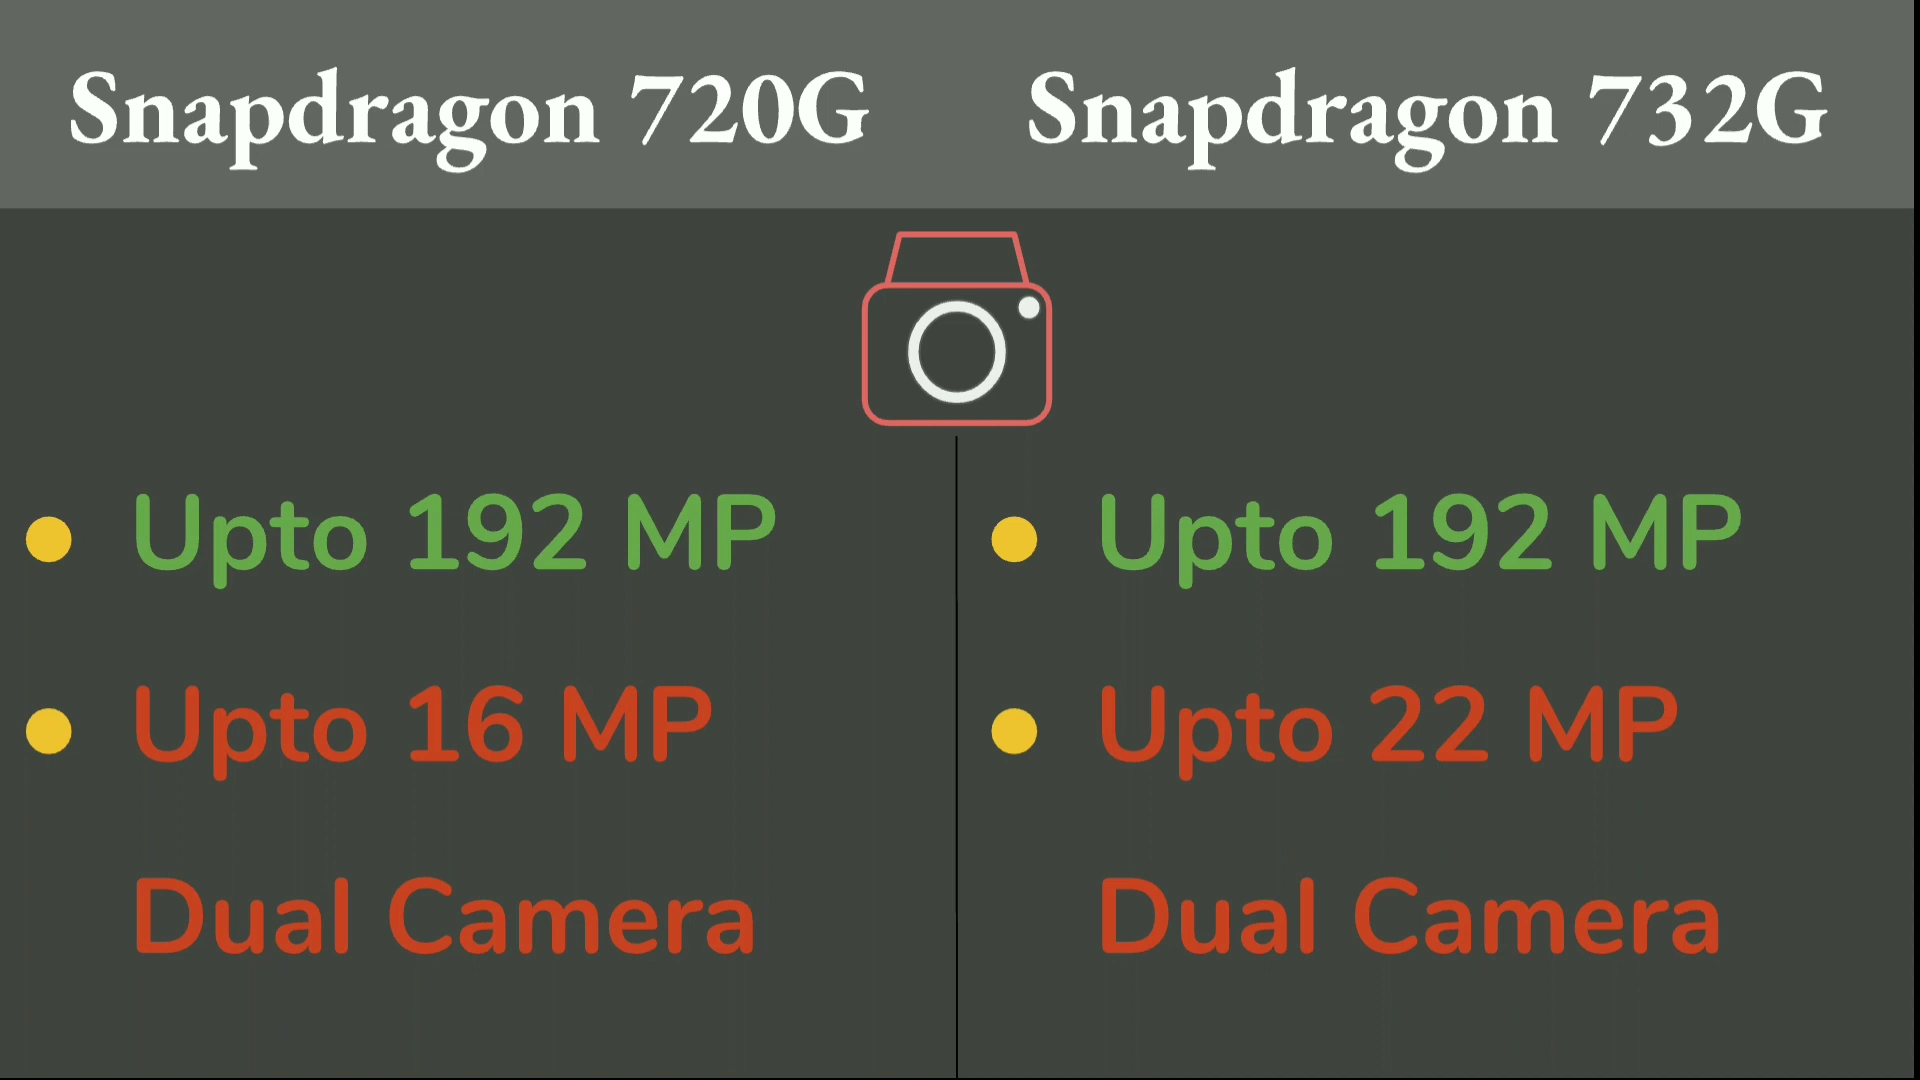 Snapdragon 720G
Snapdragon 732G
Upto 192 MP
Upto 16 MP
Dual Camera
Upto 192 MP
Upto 22 MP
Dual Camera